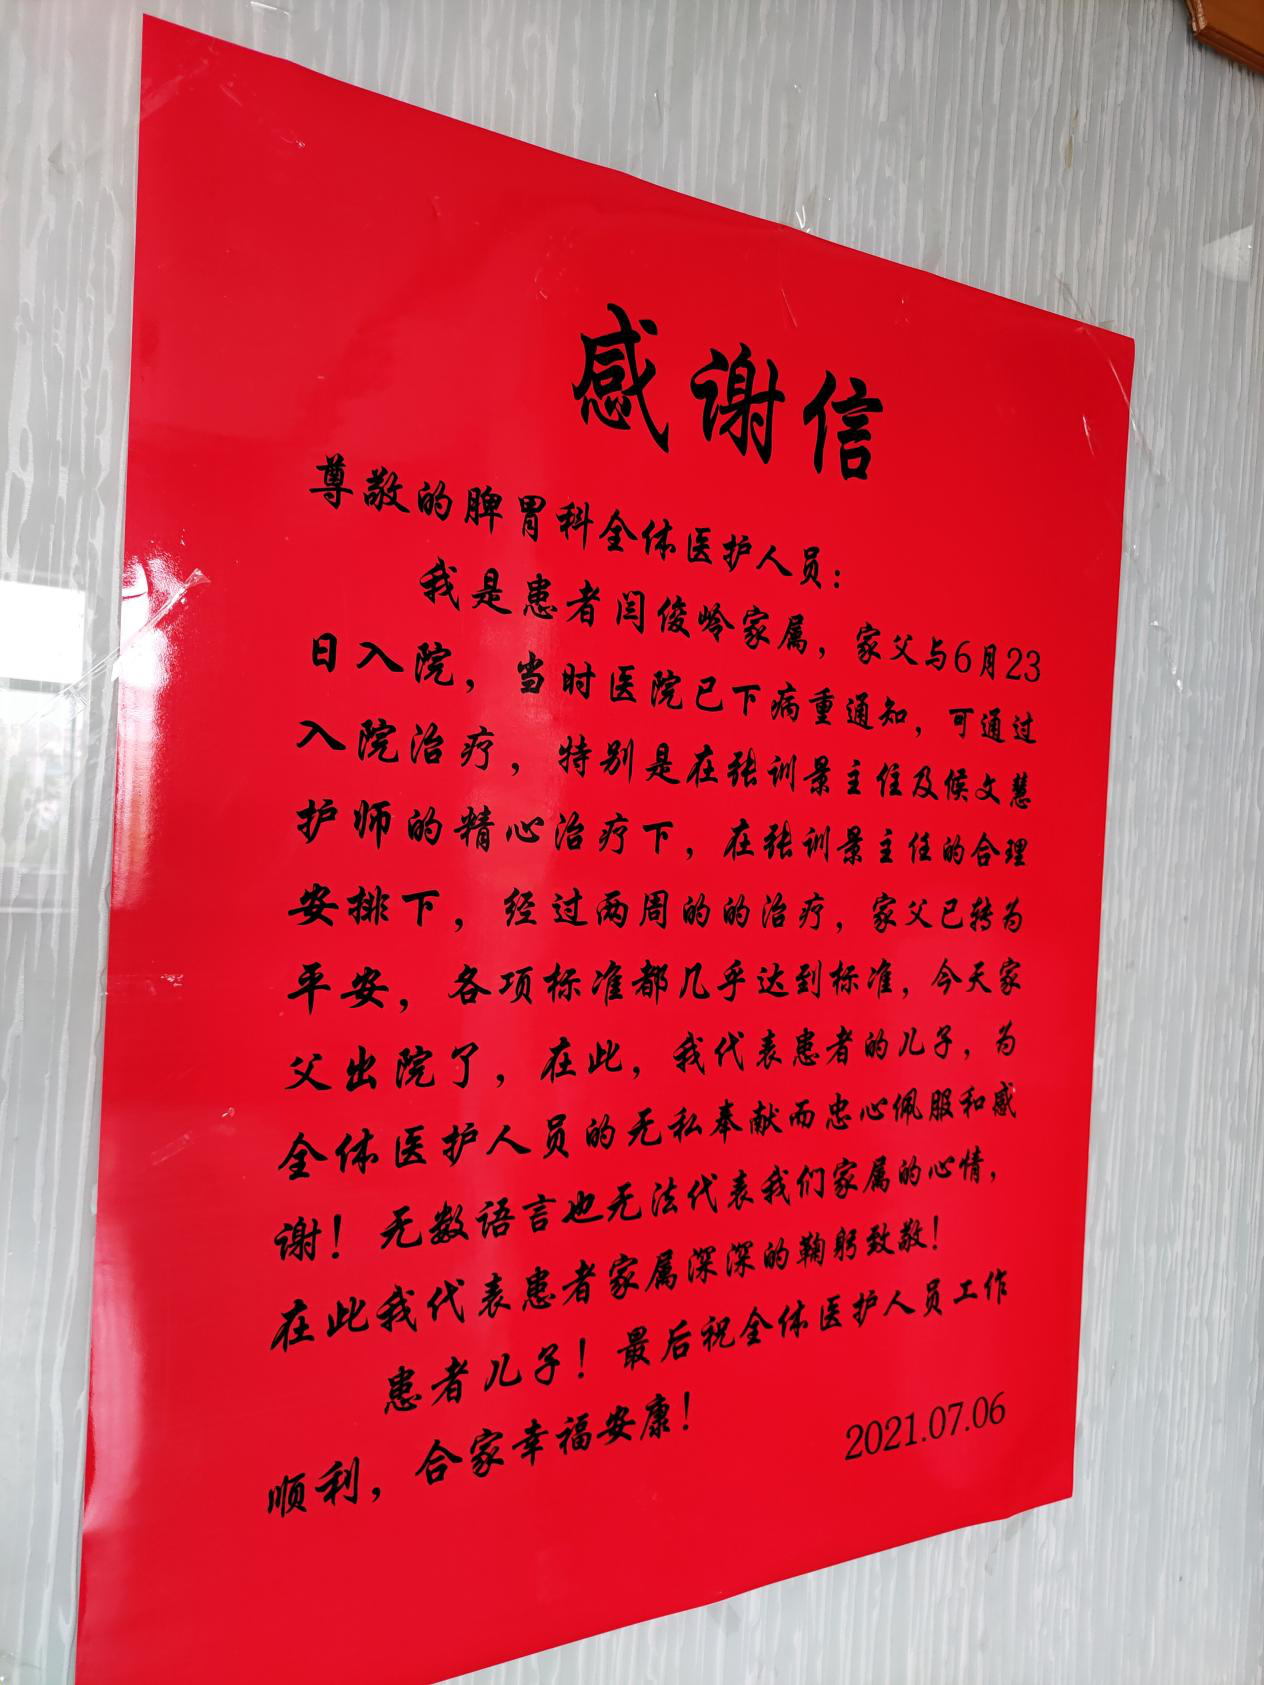 感谢信
尊敬的脾胃科全体医护人员：
我是患者闫俊岭家属，家父与6月23
日入院，当时医院已下病重通知，可通过
入院治疗，特别是在张训景主任及候文慧
护师的精心治疗下，在张训景主任的合理
安排下，经过两周的的治疗，家父已转为
平安，各项标准都几乎达到标准，今天家
父出院了，在此，我代表患者的儿子，为
全体医护人员的无私奉献而忠心佩服和感
谢！无数语言也无法代表我们家属的心情，
在此我代表患者家属深深的鞠躬致敬！
患者儿子！最后祝全体医护人员工作
顺利，合家幸福安康！
2021.07.06